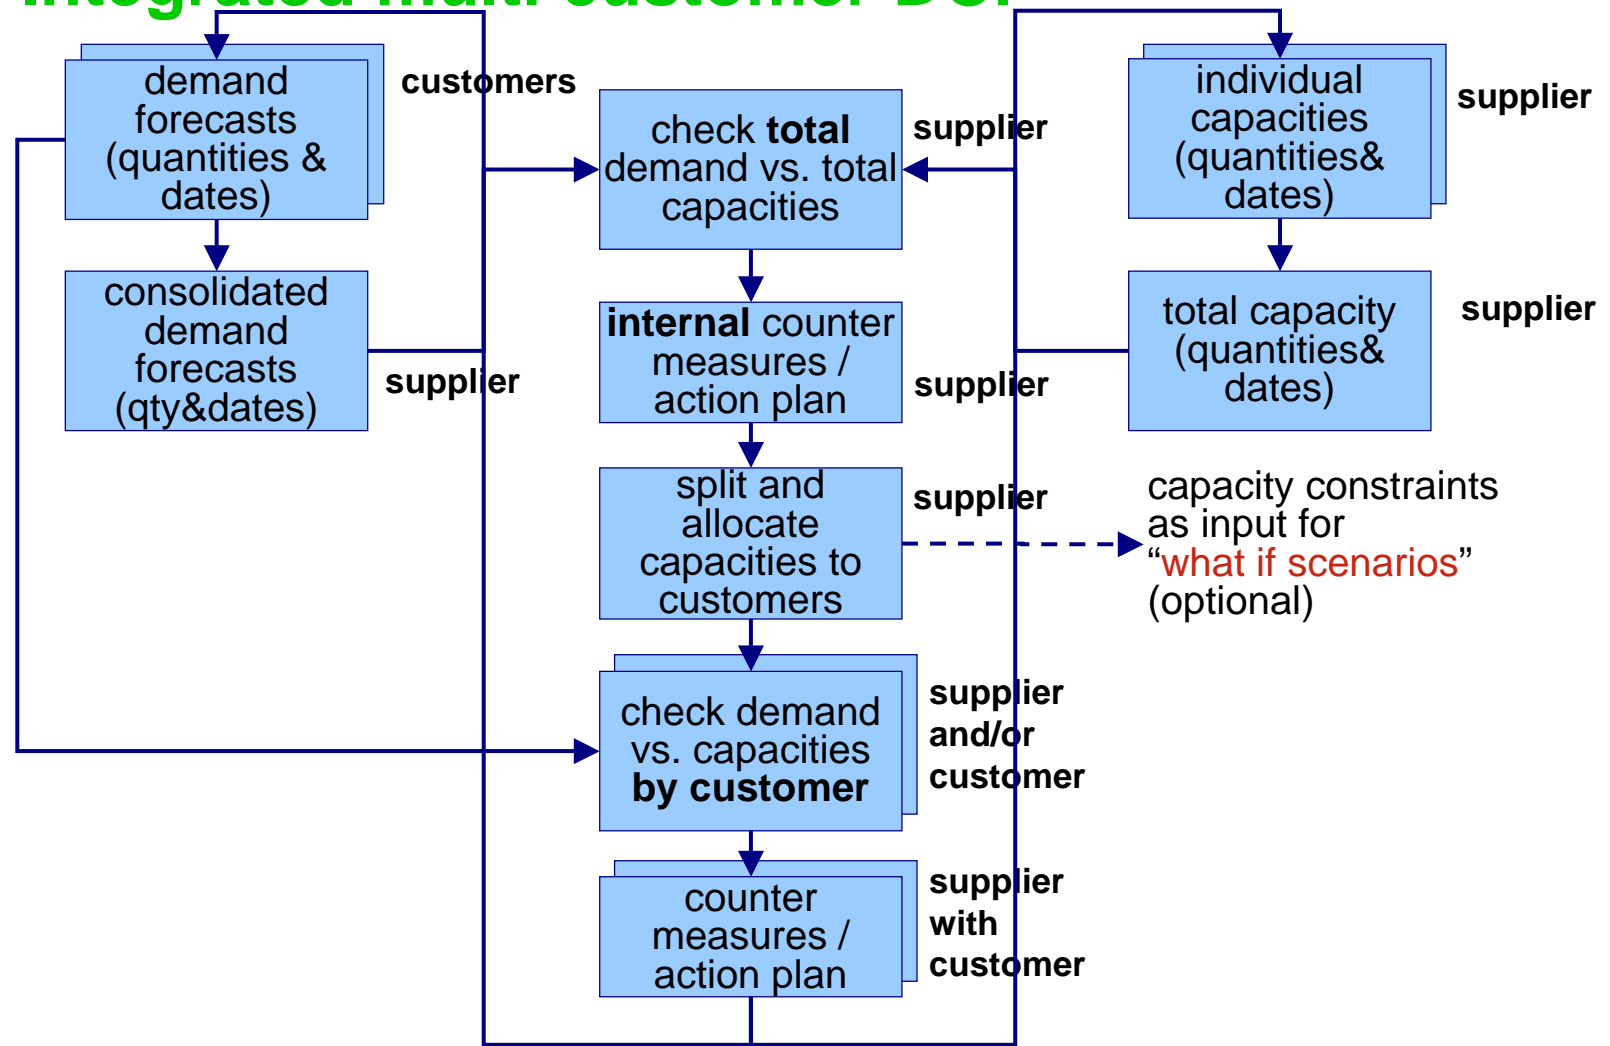 demand
forecasts
(quantities &
dates)
customers
consolidated
demand
forecasts
(qty&dates)
supplier
check total
demand vs. total
capacities
supplier
internal counter
measures /
action plan
supplier
split and
allocate
capacities to
customers
supplier
check demand
vs. capacities
by customer
supplier
and/or
customer
counter
measures /
action plan
supplier
with
customer
individual
capacities
(quantities&
dates)
supplier
total capacity
(quantities&
dates)
supplier
capacity constraints
as input for
“what if scenarios”
(optional)